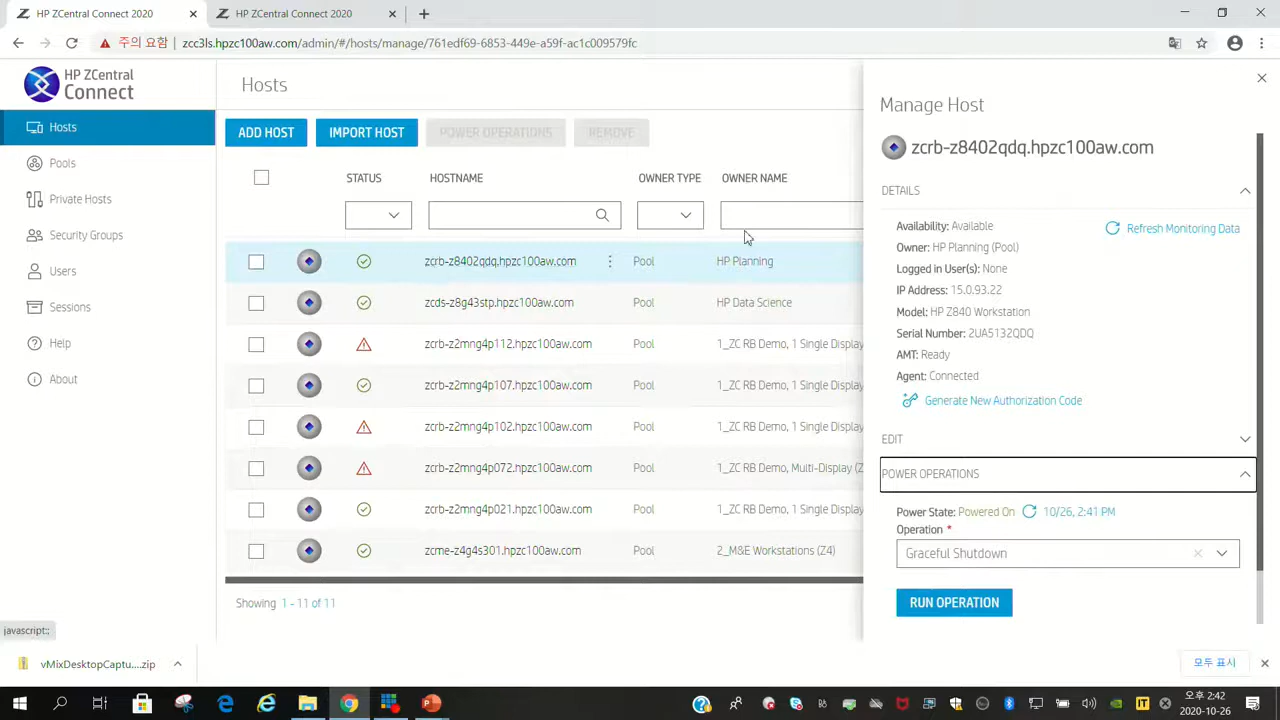 HP ZCentral Connect 2020
HP ZCentral Connect 2020
주의 요함
zcc3ls.hpzc100aw.com/admin/#/hosts/manage/761edf69-6853-449e-a59f-ac1c009579fc
HP ZCentral
Connect
Hosts
Pools
Private Hosts
Security Groups
Users
Sessions
Help
About
Hosts
ADD HOST
IMPORT HOST
POWER OPERATIONS
REMOVE
STATUS HOSTNAME OWNER TYPE OWNER NAME
zcrb-z8402qdq.hpzc100aw.com Pool HP Planning
zcds-z8g43stp.hpzc100aw.com Pool HP Data Science
zcrb-z2mng4p112.hpzc100aw.com Pool 1_ZC RB Demo, 1 Single Display
zcrb-z2mng4p107.hpzc100aw.com Pool 1_ZC RB Demo, 1 Single Display
zcrb-z2mng4p102.hpzc100aw.com Pool 1_ZC RB Demo, 1 Single Display
zcrb-z2mng4p072.hpzc100aw.com Pool 1_ZC RB Demo, Multi-Display (Z
zcrb-z2mng4p021.hpzc100aw.com Pool 1_ZC RB Demo, 1 Single Display
zcme-z4g4s301.hpzc100aw.com Pool 2_M&E Workstations (Z4)
Showing 1 - 11 of 11
Manage Host
zcrb-z8402qdq.hpzc100aw.com
DETAILS
Availability: Available
Refresh Monitoring Data
Owner: HP Planning (Pool)
Logged in User(s): None
IP Address: 15.0.93.22
Model: HP Z840 Workstation
Serial Number: 2UA5132QDQ
AMT: Ready
Agent: Connected
Generate New Authorization Code
EDIT
POWER OPERATIONS
Power State: Powered On 10/26, 2:41 PM
Operation *
Graceful Shutdown
RUN OPERATION
javascript:;
vMixDesktopCaptu....zip
모두 표시
IT
오후 2:42
2020-10-26